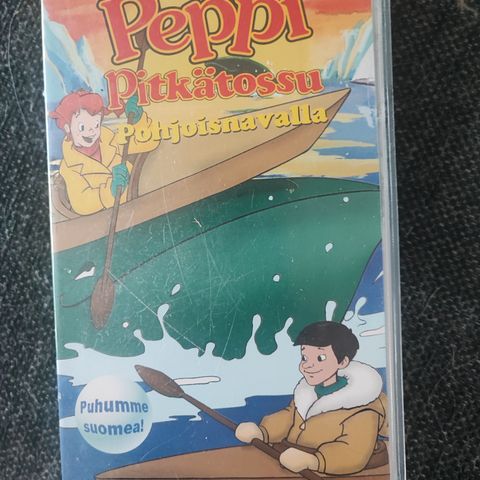 Peppi
Pitkätossu
Pohjoisnavalla
Puhumme
suomea!